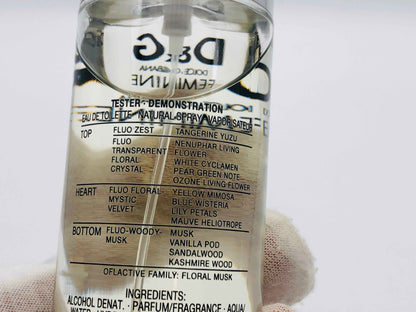 D&G
DOLCE & GABBANA
FEMININE
TESTER - DEMONSTRATION
EAU DE TOILETTE - NATURAL SPRAY VAPORISATEUR
TOP FLUO ZEST TANGERINE YUZU
FLUO NENUPHAR LIVING
TRANSPARENT FLOWER
FLORAL WHITE CYCLAMEN
CRYSTAL PEAR GREEN NOTE
OZONE LIVING FLOWER
HEART FLUO FLORAL- YELLOW MIMOSA
MYSTIC BLUE WISTERIA
VELVET LILY PETALS
MAUVE HELIOTROPE
BOTTOM FLUO-WOODY- MUSK
MUSK VANILLA POD
SANDALWOOD
KASHMIRE WOOD
OFLACTIVE FAMILY: FLORAL MUSK
INGREDIENTS:
ALCOHOL DENAT. • PARFUM/FRAGRANCE • AQUA/